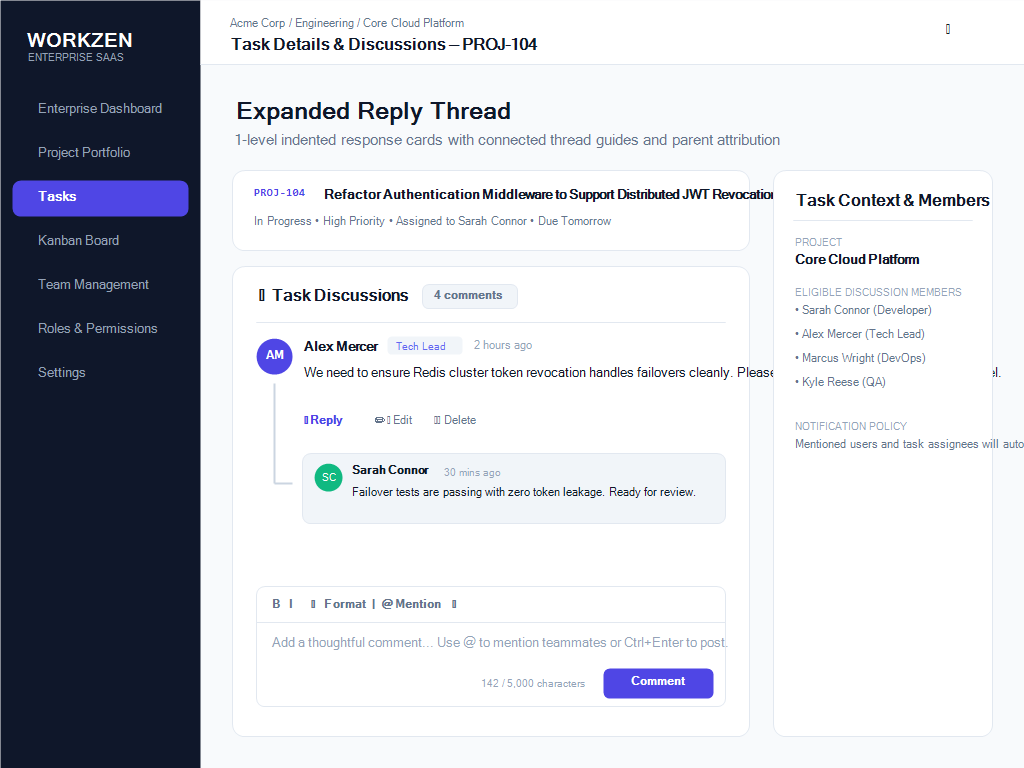 WORKZEN
ENTERPRISE SAAS
Enterprise Dashboard
Project Portfolio
Tasks
Kanban Board
Team Management
Roles & Permissions
Settings
Acme Corp / Engineering / Core Cloud Platform
Task Details & Discussions – PROJ-104
Expanded Reply Thread
1-level indented response cards with connected thread guides and parent attribution
PROJ-104 Refactor Authentication Middleware to Support Distributed JWT Revocation
In Progress • High Priority • Assigned to Sarah Connor • Due Tomorrow
Task Discussions 4 comments
Alex Mercer Tech Lead 2 hours ago
We need to ensure Redis cluster token revocation handles failovers cleanly. Please
Reply ✏ Edit Delete
Sarah Connor 30 mins ago
SC
AM
Failover tests are passing with zero token leakage. Ready for review.
B I Format | @ Mention
Add a thoughtful comment... Use @ to mention teammates or Ctrl+Enter to post.
142 / 5,000 characters
Comment
Task Context & Members
PROJECT
Core Cloud Platform
ELIGIBLE DISCUSSION MEMBERS
• Sarah Connor (Developer)
• Alex Mercer (Tech Lead)
• Marcus Wright (DevOps)
• Kyle Reese (QA)
NOTIFICATION POLICY
Mentioned users and task assignees will auto